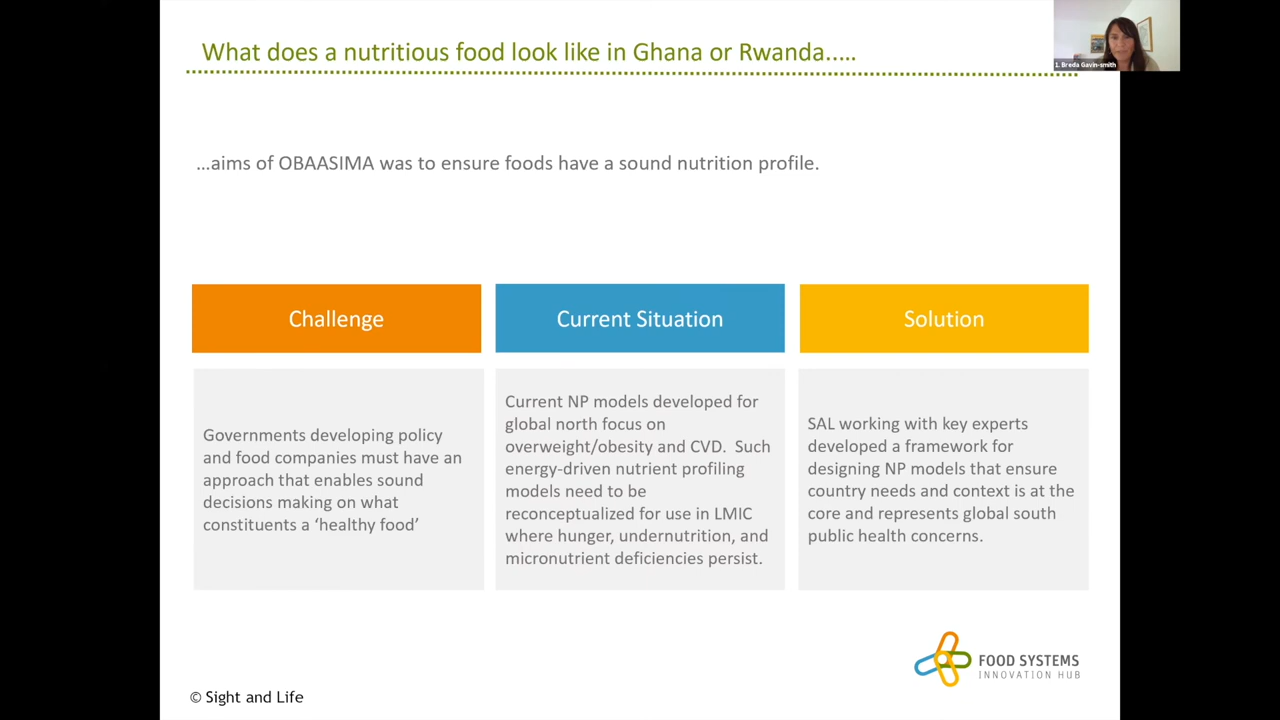 What does a nutritious food look like in Ghana or Rwanda.....
1. Breda Gavin-smith
...aims of OBAASIMA was to ensure foods have a sound nutrition profile.
Challenge
Governments developing policy
and food companies must have an
approach that enables sound
decisions making on what
constituents a ‘healthy food’
Current Situation
Current NP models developed for
global north focus on
overweight/obesity and CVD.  Such
energy-driven nutrient profiling
models need to be
reconceptualized for use in LMIC
where hunger, undernutrition, and
micronutrient deficiencies persist.
Solution
SAL working with key experts
developed a framework for
designing NP models that ensure
country needs and context is at the
core and represents global south
public health concerns.
FOOD SYSTEMS
INNOVATION HUB
© Sight and Life